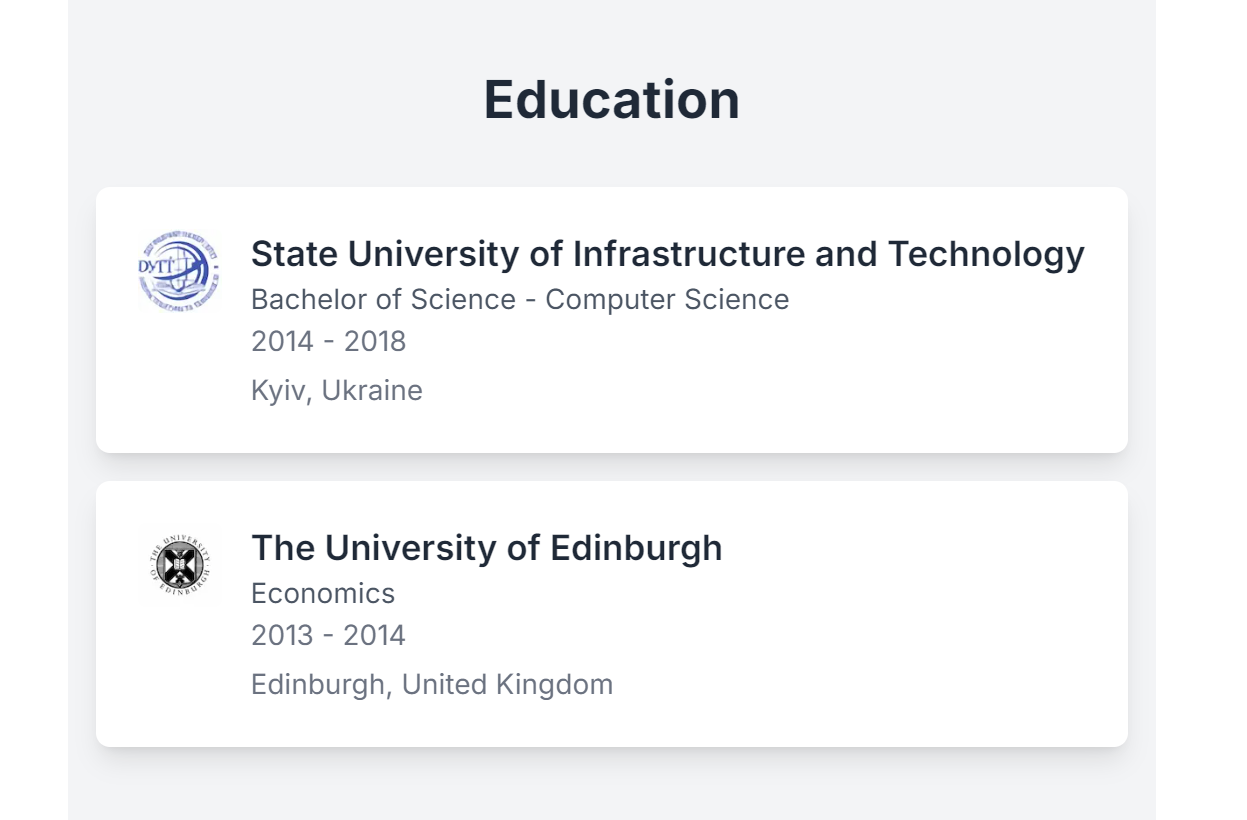 Education
State University of Infrastructure and Technology
ДУІТ
Bachelor of Science - Computer Science
2014 - 2018
Kyiv, Ukraine
The University of Edinburgh
THE UNIVERSITY OF EDINBURGH
Economics
2013 - 2014
Edinburgh, United Kingdom